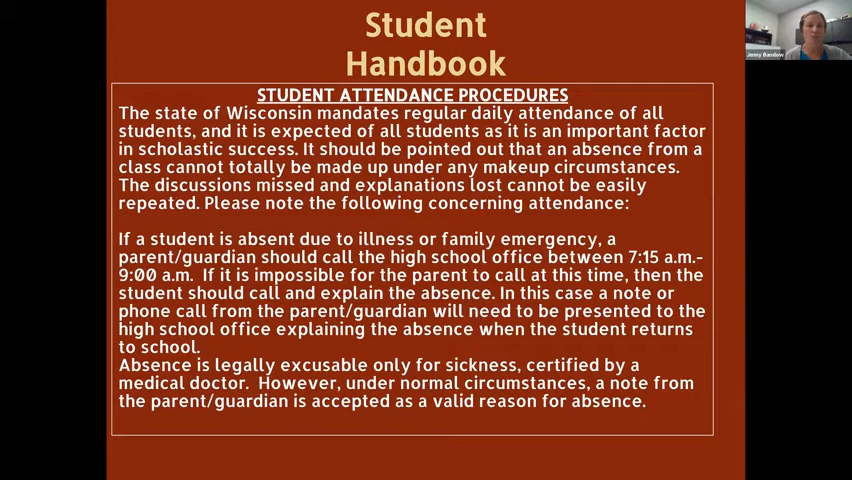 Student
Handbook
STUDENT ATTENDANCE PROCEDURES
The state of Wisconsin mandates regular daily attendance of all
students, and it is expected of all students as it is an important factor
in scholastic success. It should be pointed out that an absence from a
class cannot totally be made up under any makeup circumstances.
The discussions missed and explanations lost cannot be easily
repeated. Please note the following concerning attendance:
If a student is absent due to illness or family emergency, a
parent/guardian should call the high school office between 7:15 a.m.-
9:00 a.m. If it is impossible for the parent to call at this time, then the
student should call and explain the absence. In this case a note or
phone call from the parent/guardian will need to be presented to the
high school office explaining the absence when the student returns
to school.
Absence is legally excusable only for sickness, certified by a
medical doctor. However, under normal circumstances, a note from
the parent/guardian is accepted as a valid reason for absence.
Jenny Bandow